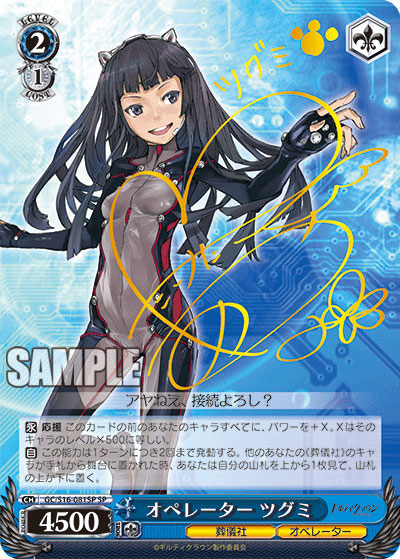 LEVEL
2
1
COST
ツグミ
SAMPLE
アヤねえ、接続よろし？
永 応援 このカードの前のあなたのキャラすべてに、パワーを＋X。Xはそのキャラのレベル×500に等しい。
自 この能力は1ターンにつき2回まで発動する。他のあなたの《葬儀社》のキャラが手札から舞台に置かれた時、あなたは自分の山札を上から1枚見て、山札の上か下に置く。
CH
GC/S16-081SP SP
4500
オペレーター ツグミ
葬儀社
オペレーター
©ギルティクラウン製作委員会